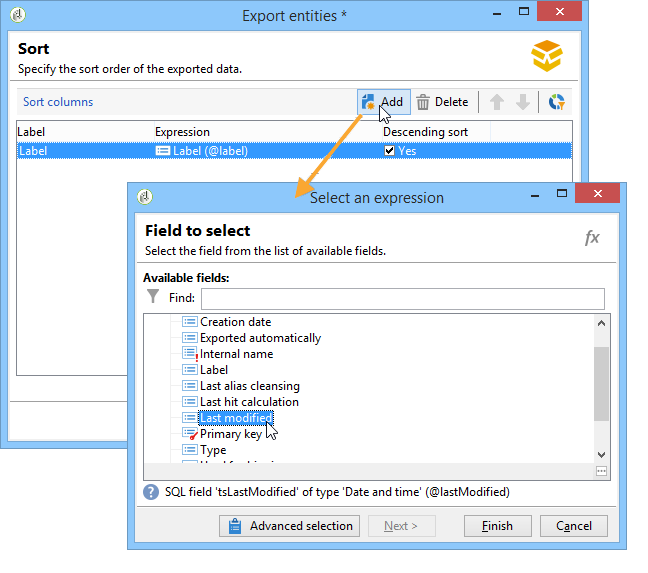 Export entities *
Sort
Specify the sort order of the exported data.
Sort columns
Add
Delete
Label Expression Descending sort
Label Label (@label) Yes
Select an expression
Field to select
Select the field from the list of available fields.
fx
Available fields:
Find:
Creation date
Exported automatically
Internal name
Label
Last alias cleansing
Last hit calculation
Last modified
Primary key
Type
SQL field 'tsLastModified' of type 'Date and time' (@lastModified)
Advanced selection
Next >
Finish
Cancel